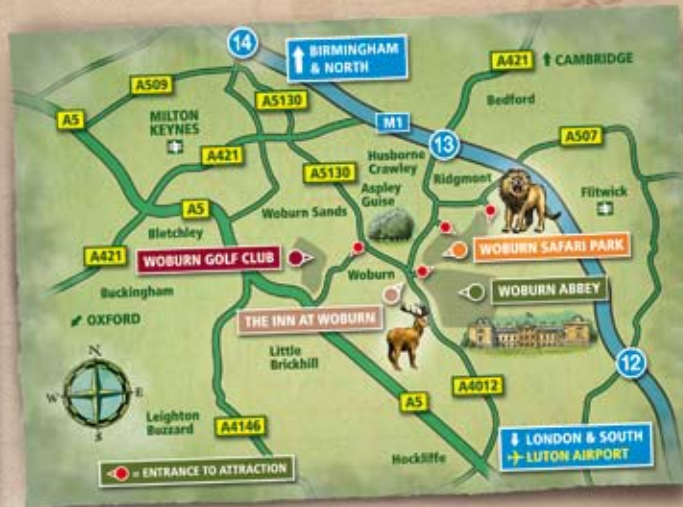 14
BIRMINGHAM
& NORTH
A421
CAMBRIDGE
Bedford
A509
A5130
A5
MILTON
KEYNES
M1
13
A507
A421
A5130
Husborne
Crawley
Ridgmont
Aspley
Guise
Flitwick
A5
Woburn Sands
Bletchley
WOBURN GOLF CLUB
WOBURN SAFARI PARK
A421
Woburn
Buckingham
WOBURN ABBEY
OXFORD
THE INN AT WOBURN
N
W
E
S
Little
Brickhill
12
A4012
A5
Leighton
Buzzard
A4146
LONDON & SOUTH
LUTON AIRPORT
Hockliffe
= ENTRANCE TO ATTRACTION